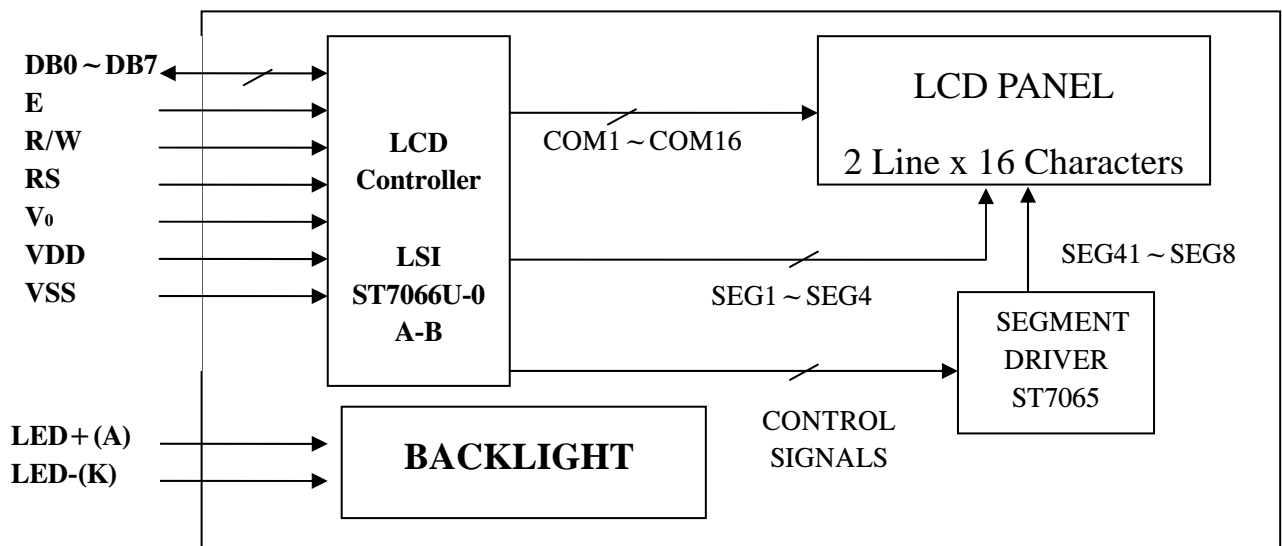 DB0～DB7
E
R/W
RS
V0
VDD
VSS
LED+(A)
LED-(K)
LCD
Controller
LSI
ST7066U-0
A-B
BACKLIGHT
COM1～COM16
SEG1～SEG4
CONTROL
SIGNALS
LCD PANEL
2 Line x 16 Characters
SEG41～SEG8
SEGMENT
DRIVER
ST7065